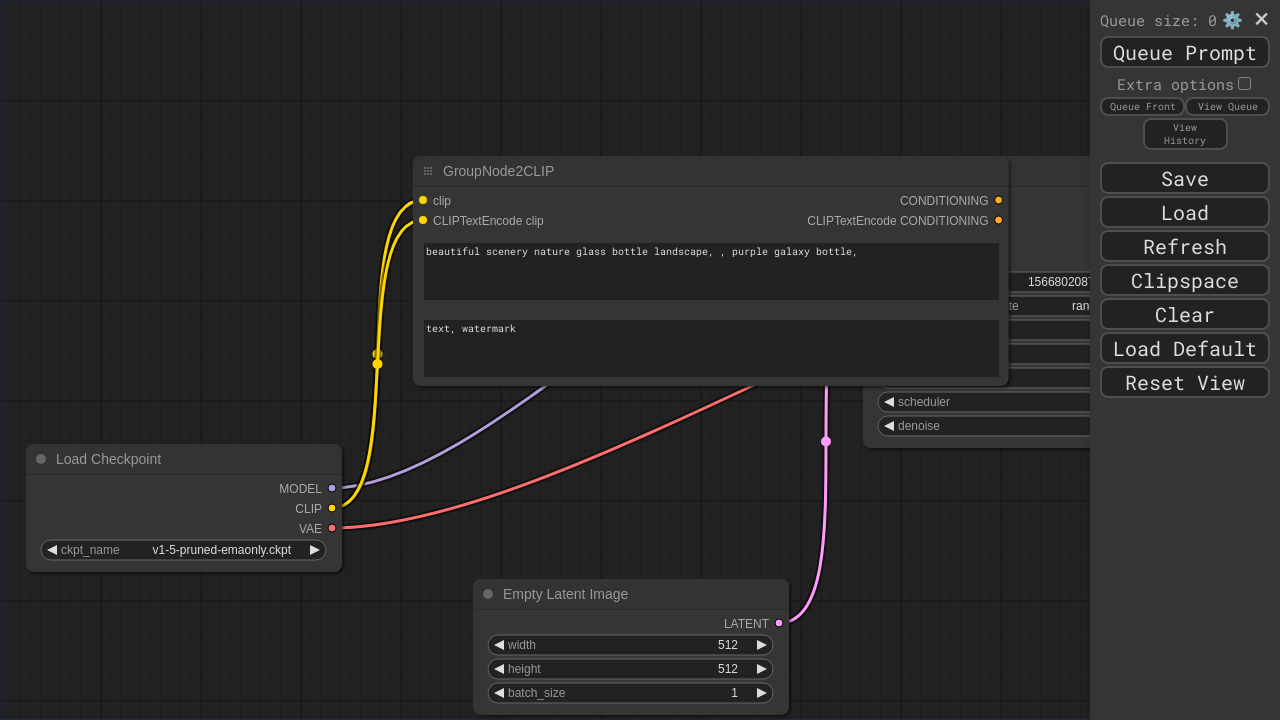 Queue size: 0
Queue Prompt
Extra options
Queue Front
View Queue
View
History
Save
Load
Refresh
Clipspace
Clear
Load Default
Reset View
GroupNode2CLIP
clip
CONDITIONING
CLIPTextEncode clip
CLIPTextEncode CONDITIONING
beautiful scenery nature glass bottle landscape, , purple galaxy bottle,
text, watermark
scheduler
denoise
Load Checkpoint
MODEL
CLIP
VAE
ckpt_name
v1-5-pruned-emaonly.ckpt
Empty Latent Image
LATENT
width 512
height 512
batch_size 1